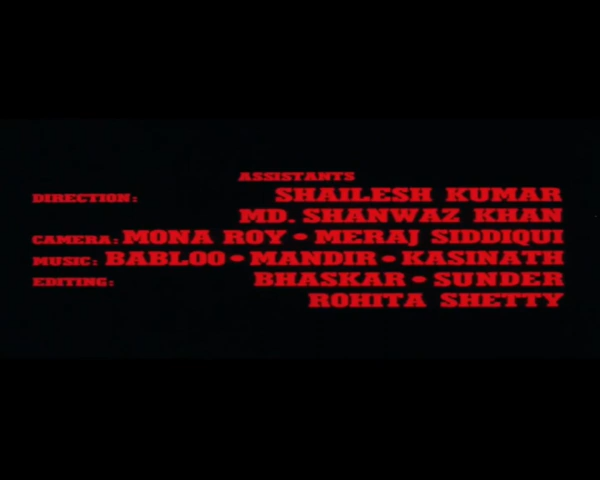 ASSISTANTS
DIRECTION: SHAILESH KUMAR
MD. SHANWAZ KHAN
CAMERA: MONA ROY • MERAJ SIDDIQUI
MUSIC: BABLOO • MANDIR • KASINATH
EDITING: BHASKAR • SUNDER
ROHITA SHETTY